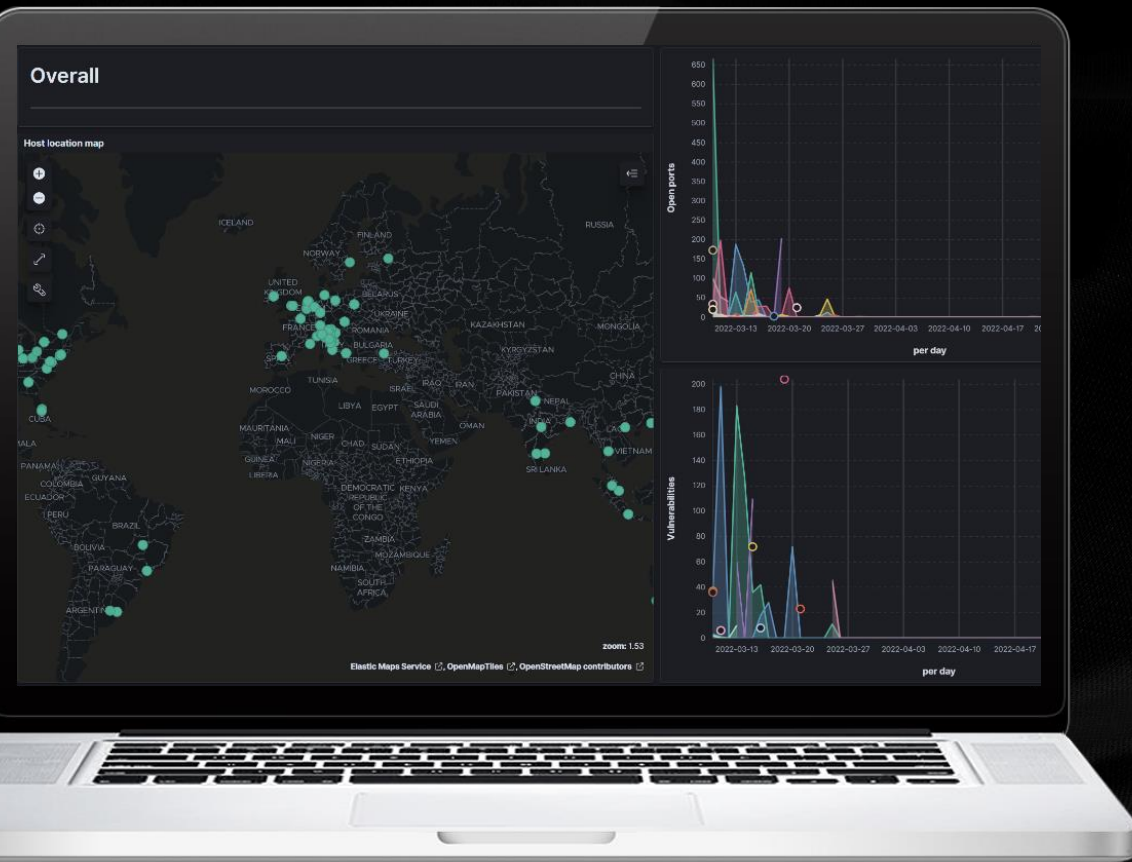 Overall
Host location map
ICELAND
RUSSIA
FINLAND
NORWAY
UNITED
KINGDOM
BELARUS
UKRAINE
FRANCE
ROMANIA
KAZAKHSTAN
MONGOLIA
BULGARIA
KYRGYZSTAN
GREECE
TURKEY
TUNISIA
CHINA
MOROCCO
ISRAEL
IRAQ
IRAN
PAKISTAN
NEPAL
LIBYA
EGYPT
SAUDI
ARABIA
CUBA
OMAN
INDIA
MAURITANIA
MALI
NIGER
CHAD
SUDAN
YEMEN
VIETNAM
GUINEA
NIGERIA
ETHIOPIA
SRI LANKA
LIBERIA
PANAMA
GUYANA
COLOMBIA
ECUADOR
DEMOCRATIC
REPUBLIC
OF THE
CONGO
KENYA
PERU
BRAZIL
ZAMBIA
BOLIVIA
MOZAMBIQUE
PARAGUAY
NAMIBIA
SOUTH
AFRICA
zoom: 1.53
Elastic Maps Service, OpenMapTiles, OpenStreetMap contributors
Open ports
650
600
550
500
450
400
350
300
250
200
150
100
50
0
2022-03-13 2022-03-20 2022-03-27 2022-04-03 2022-04-10 2022-04-17 20
per day
Vulnerabilities
200
180
160
140
120
100
80
60
40
20
0
2022-03-13 2022-03-20 2022-03-27 2022-04-03 2022-04-10 2022-04-17
per day